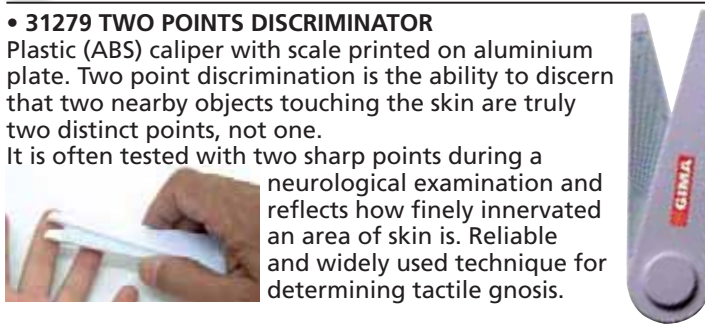 • 31279 TWO POINTS DISCRIMINATOR
Plastic (ABS) caliper with scale printed on aluminium
plate. Two point discrimination is the ability to discern
that two nearby objects touching the skin are truly
two distinct points, not one.
It is often tested with two sharp points during a
neurological examination and
reflects how finely innervated
an area of skin is. Reliable
and widely used technique for
determining tactile gnosis.
GIMA